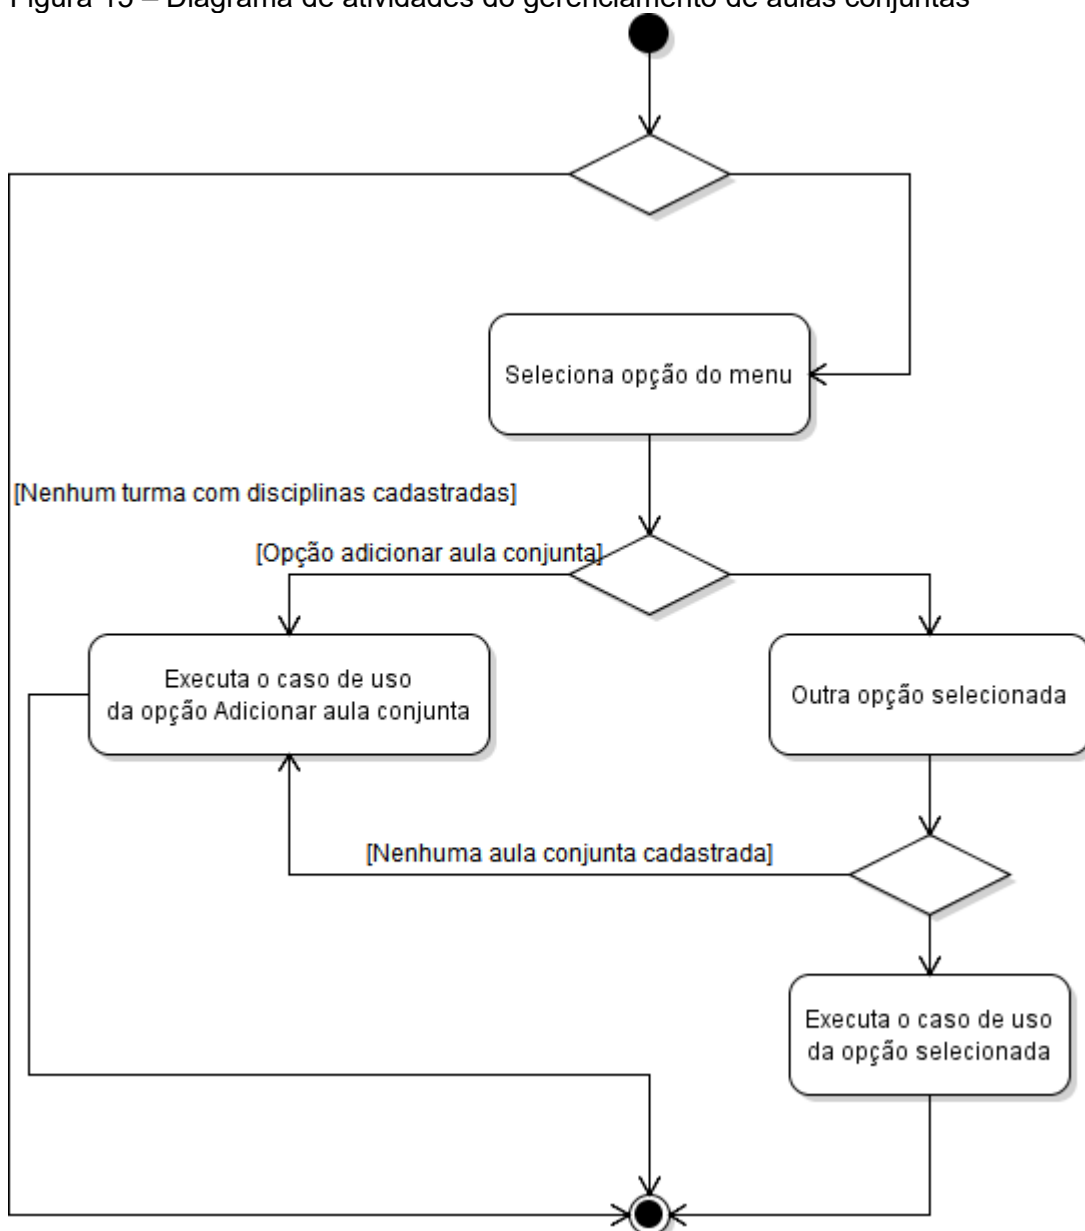 Figura 15 – Diagrama de atividades do gerenciamento de aulas conjuntas
Seleciona opção do menu
[Nenhum turma com disciplinas cadastradas]
[Opção adicionar aula conjunta]
Executa o caso de uso
da opção Adicionar aula conjunta
Outra opção selecionada
[Nenhuma aula conjunta cadastrada]
Executa o caso de uso
da opção selecionada